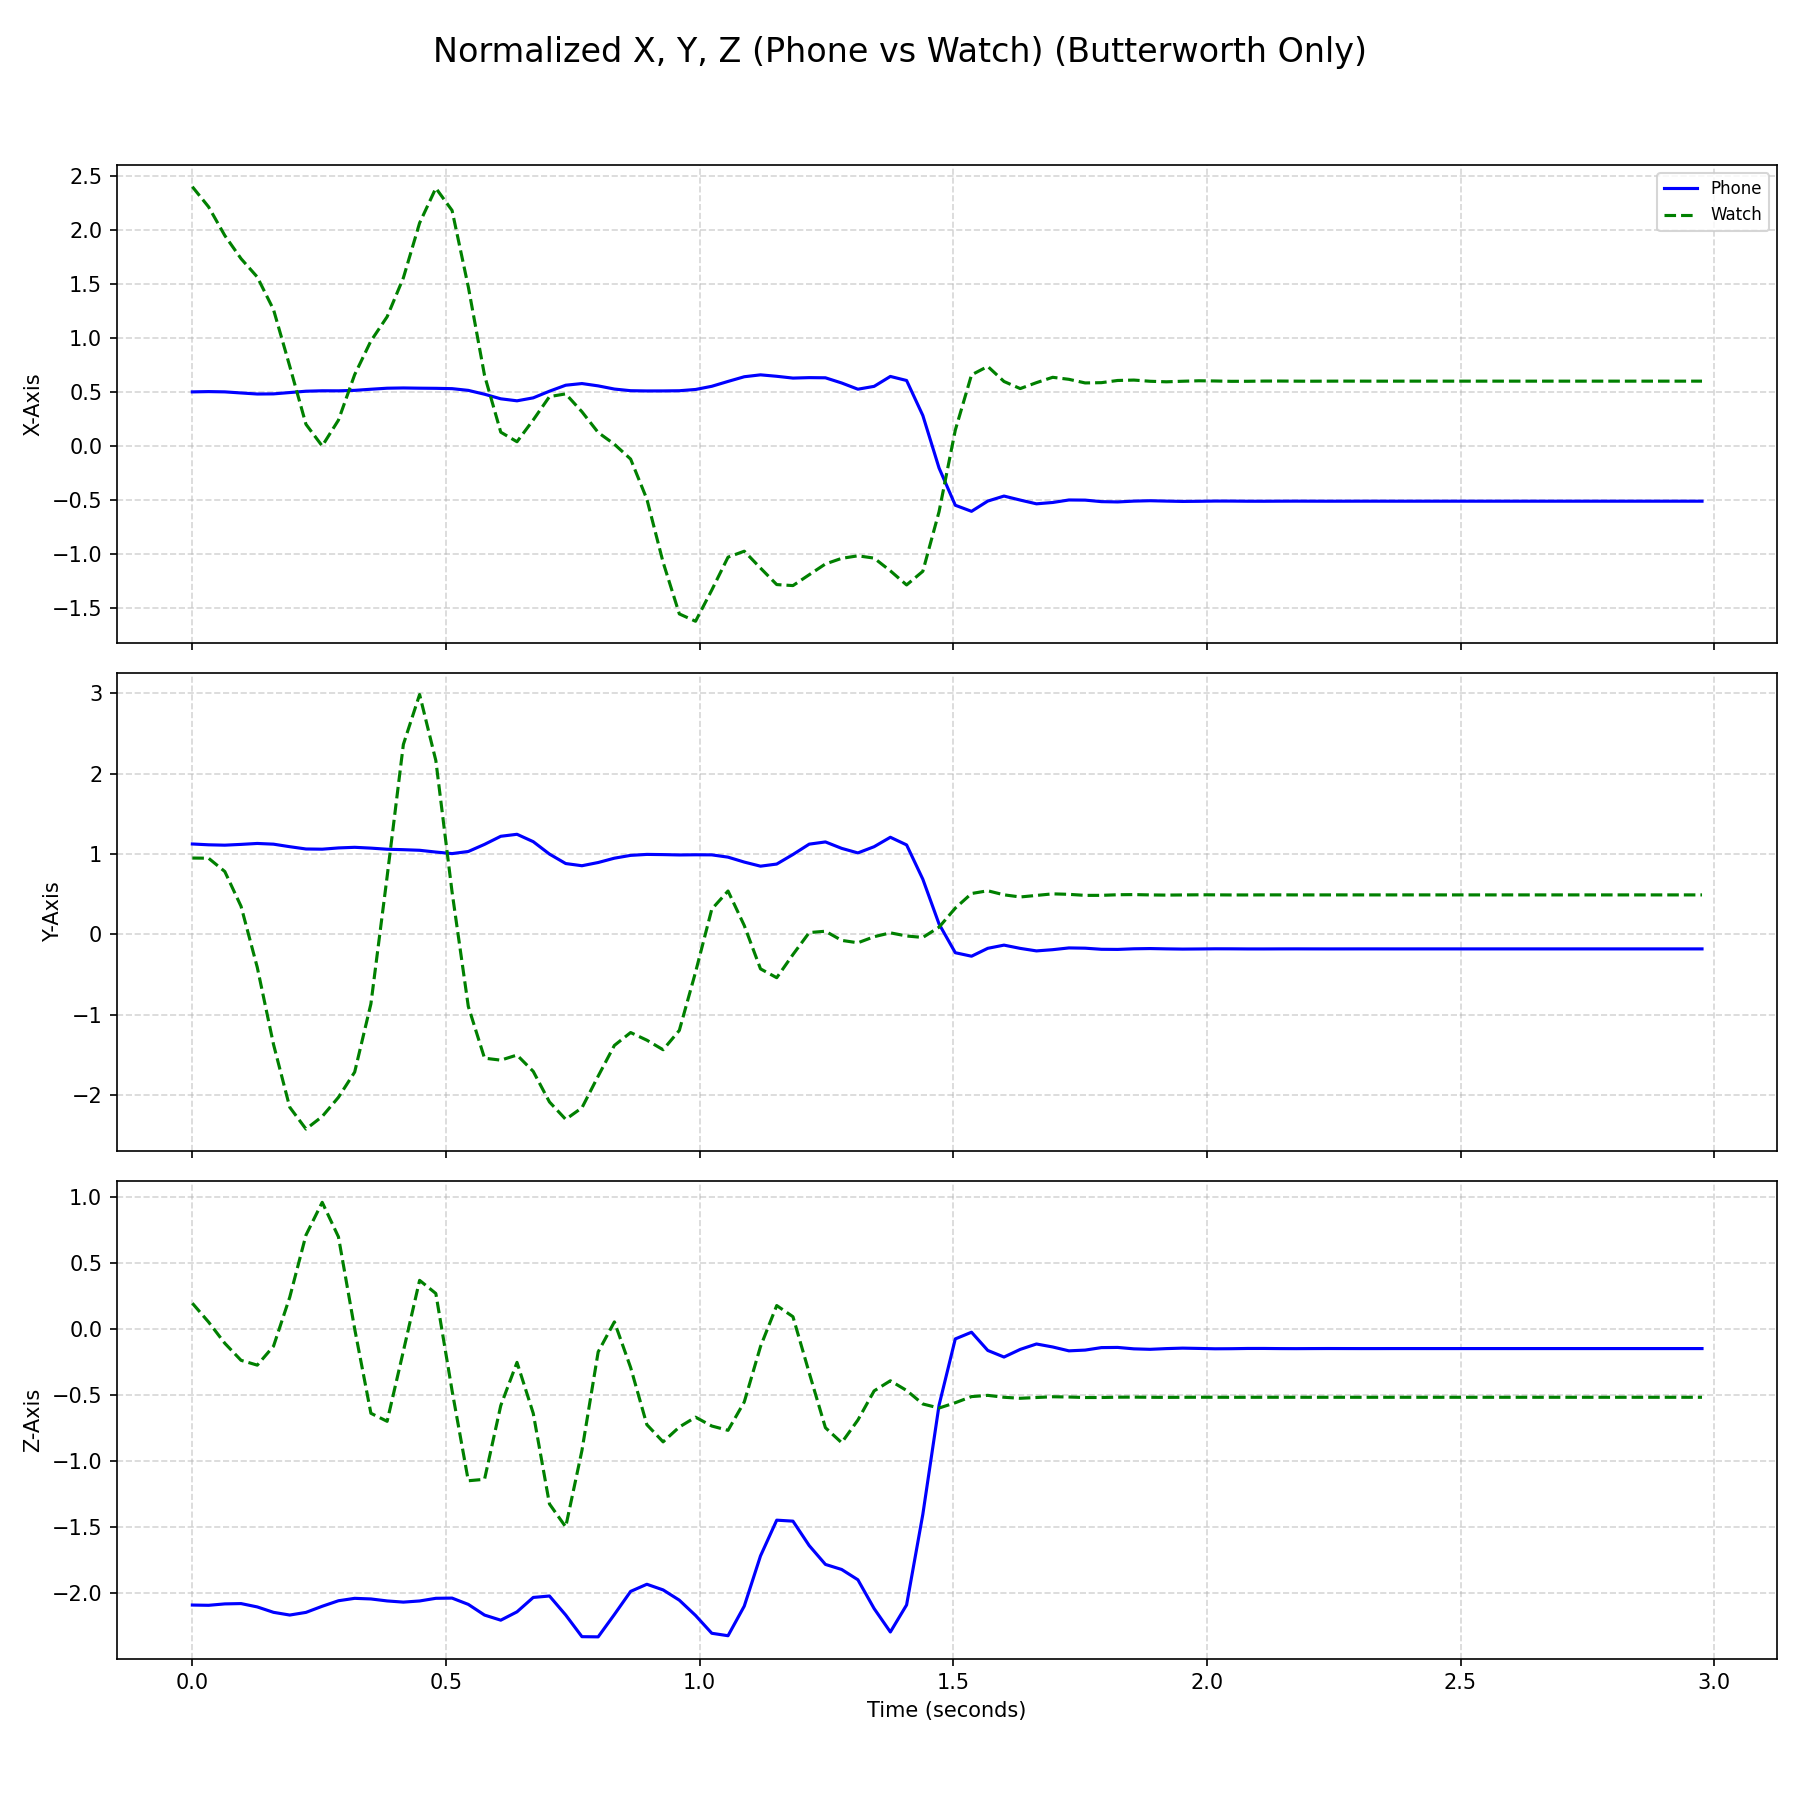 Normalized X, Y, Z (Phone vs Watch) (Butterworth Only)
Phone
Watch
X-Axis
2.5
2.0
1.5
1.0
0.5
0.0
−0.5
−1.0
−1.5
Y-Axis
3
2
1
0
−1
−2
Z-Axis
1.0
0.5
0.0
−0.5
−1.0
−1.5
−2.0
0.0 0.5 1.0 1.5 2.0 2.5 3.0
Time (seconds)